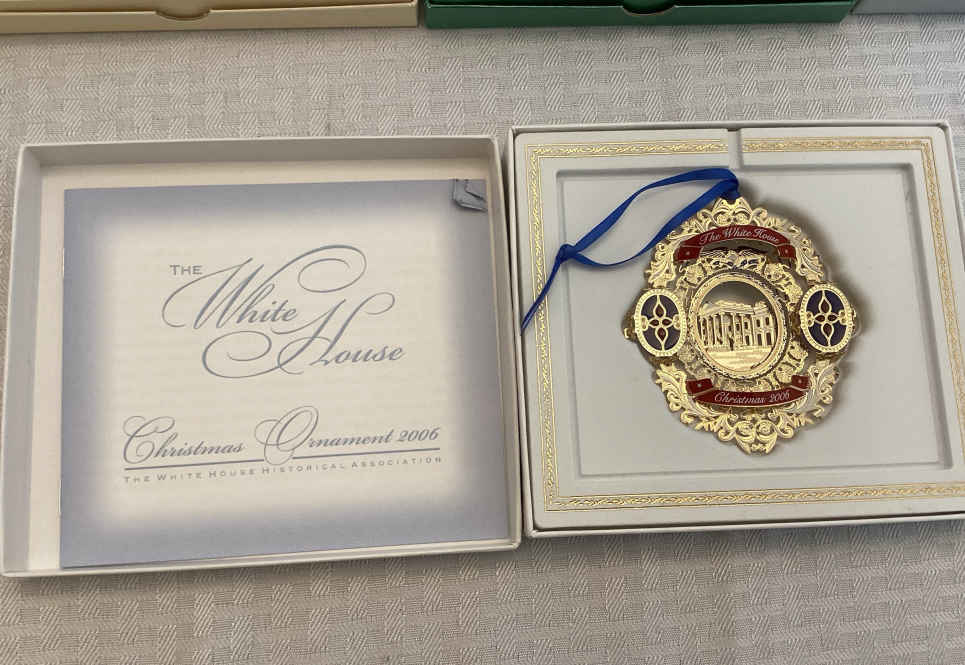 THE
White
House
Christmas Ornament 2006
THE WHITE HOUSE HISTORICAL ASSOCIATION
The White House
Christmas 2006